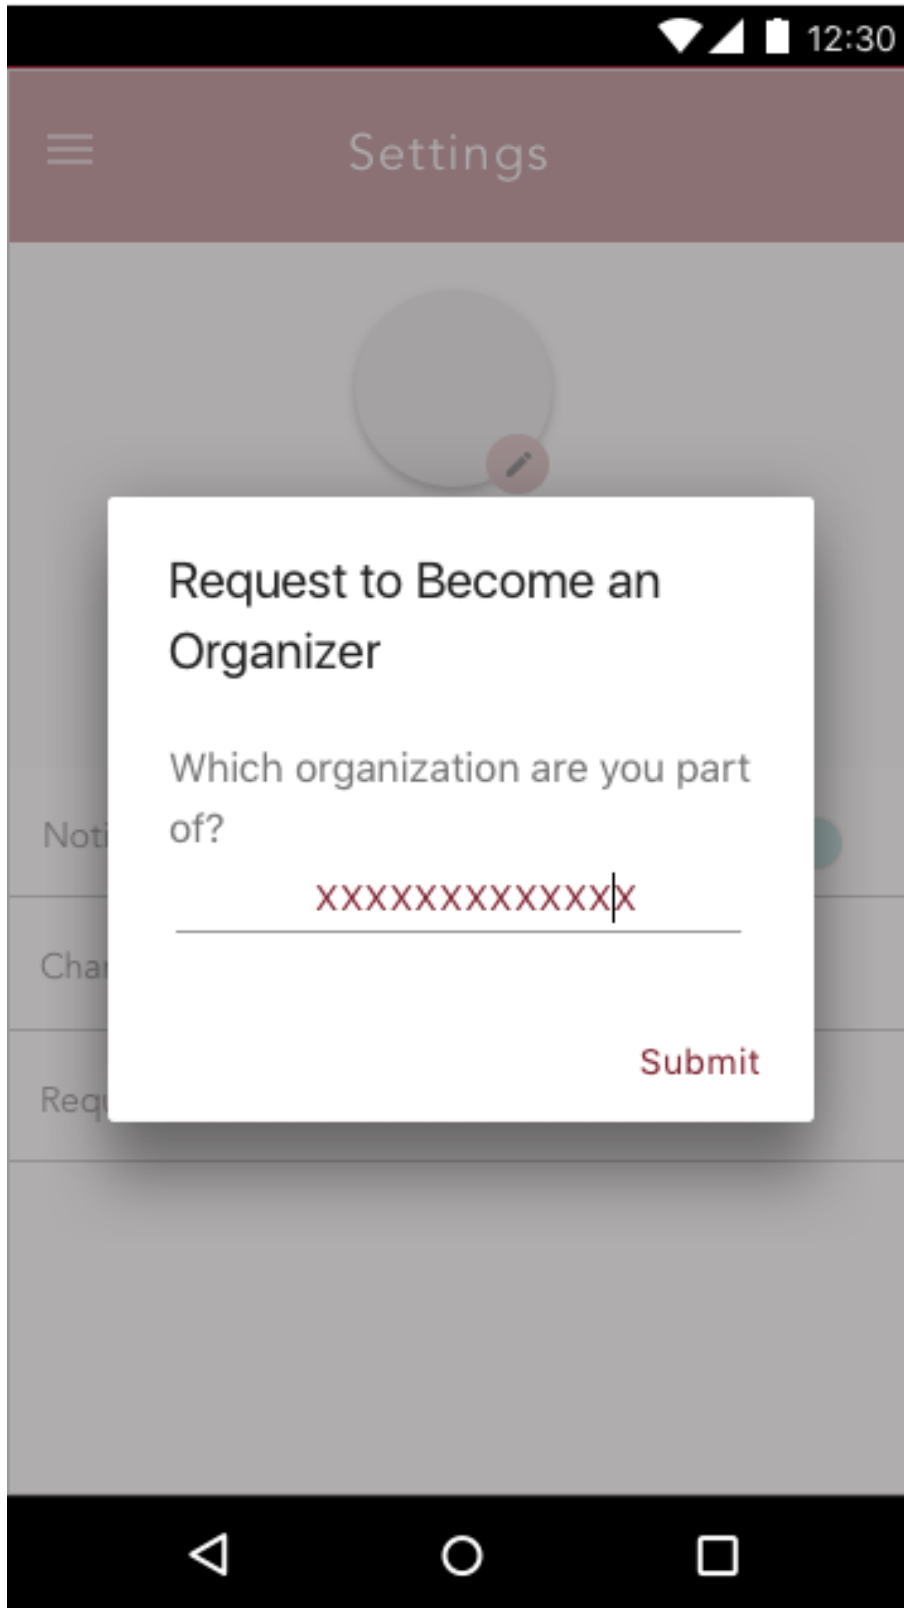 12:30
Settings
Request to Become an
Organizer
Which organization are you part
of?
XXXXXXXXXXXXX
Submit